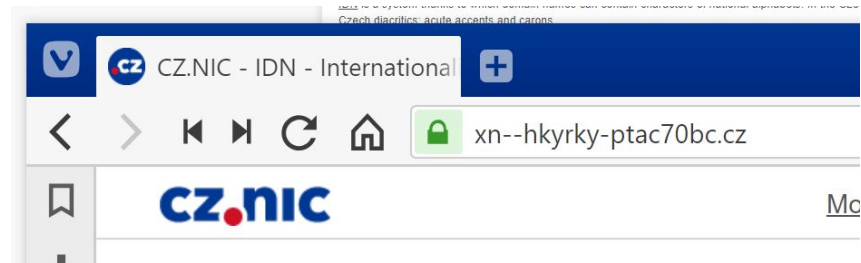 IDN is a system thanks to which domain names can contain characters of national alphabets. In the
Czech diacritics: acute accents and carons.
.cz CZ.NIC - IDN - International
xn--hkyrky-ptac70bc.cz
cz.nic
Mo